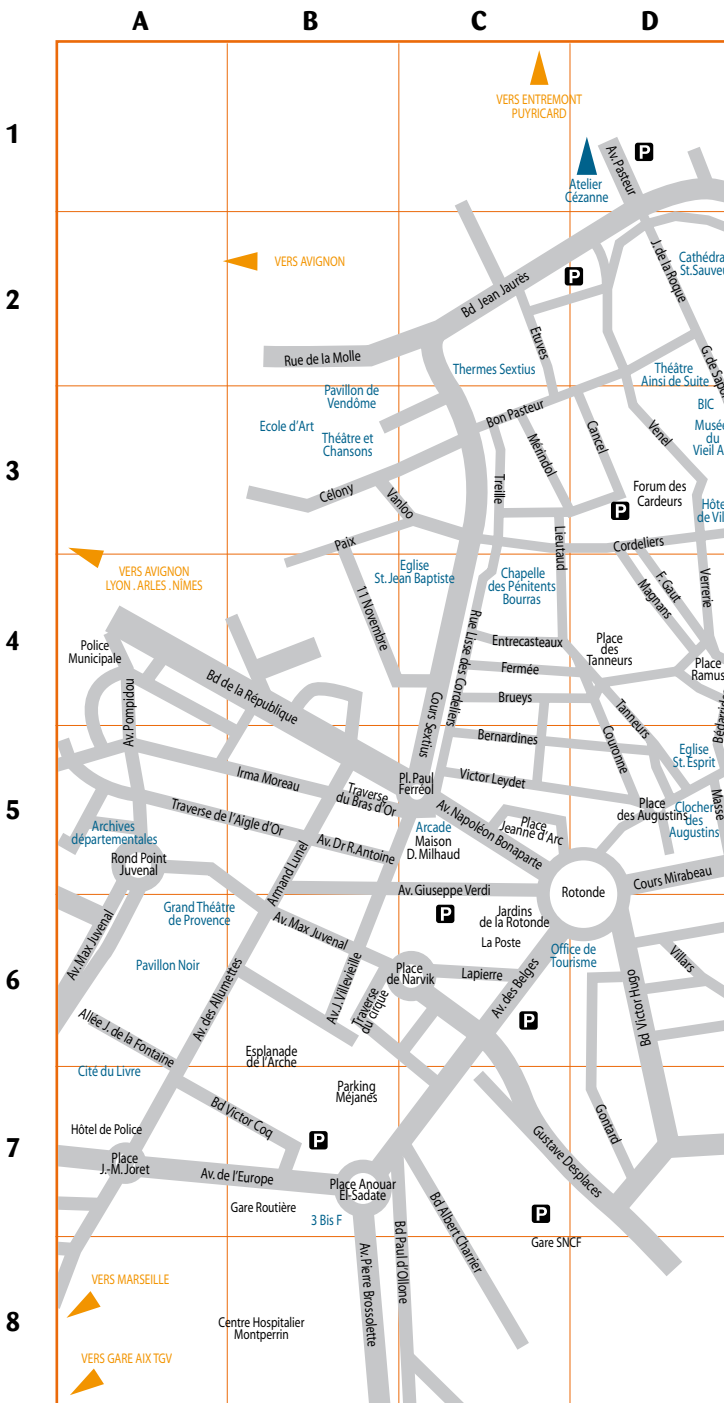 A B C D
1
2
3
4
5
6
7
8
VERS ENTREMONT
PUYRICARD
P
Av. Pasteur
Atelier
Cézanne
VERS AVIGNON
Cathédra
St.Sauveu
J. de la Roque
P
Bd Jean Jaurès
Etuves
Rue de la Molle
Thermes Sextius
Théâtre
Ainsi de Suite
G. de Sapo
Pavillon de
Vendôme
BIC
Ecole d'Art
Théâtre et
Chansons
Bon Pasteur
Musée
du
Vieil A
Mérindol
Cancel
Venel
Célony
Vanloo
Treille
Forum des
Cardeurs
P
Hôte
de Vil
Paix
Lieutaud
Cordeliers
VERS AVIGNON
LYON . ARLES . NÎMES
Eglise
St. Jean Baptiste
Chapelle
des Pénitents
Bourras
F. Gaut
Magnans
Verrerie
11 Novembre
Police
Municipale
Rue Lisse des Cordeliers
Entrecasteaux
Place
des
Tanneurs
Fermée
Place
Ramus
Bd de la République
Av. Pompidou
Cours Sextius
Brueys
Tanneurs
Bédar
Bernardines
Couronne
Eglise
St. Esprit
Irma Moreau
Traverse
du Bras d'Or
Pl. Paul
Ferréol
Victor Leydet
Masse
Traverse de l'Aigle d'Or
Av. Napoléon Bonaparte
Place
Jeanne d'Arc
Place
des Augustins
Clocher
des
Augustins
Archives
départementales
Av. Dr R. Antoine
Arcade
Maison
D. Milhaud
Rond Point
Juvenal
Armand Lunel
Av. Giuseppe Verdi
Rotonde
Cours Mirabeau
Grand Théâtre
de Provence
Av. Max Juvenal
Av. Max Juvenal
P
Jardins
de la Rotonde
La Poste
Office de
Tourisme
Villars
Pavillon Noir
Av. des Allumettes
Av. J. Villevieille
Traverse
du cirque
Place
de Narvik
Lapierre
Av. des Belges
Bd Victor Hugo
P
Allée J. de la Fontaine
Esplanade
de l'Arche
Cité du Livre
Parking
Méjanes
Bd Victor Coq
Hôtel de Police
P
Gontard
Gustave Desplaces
Place
J.-M. Joret
Av. de l'Europe
Place Anouar
El-Sadate
Gare Routière
3 Bis F
Bd Albert Charrier
P
Gare SNCF
Av. Pierre Brossolette
Bd Paul d'Ollone
VERS MARSEILLE
Centre Hospitalier
Montperrin
VERS GARE AIX TGV